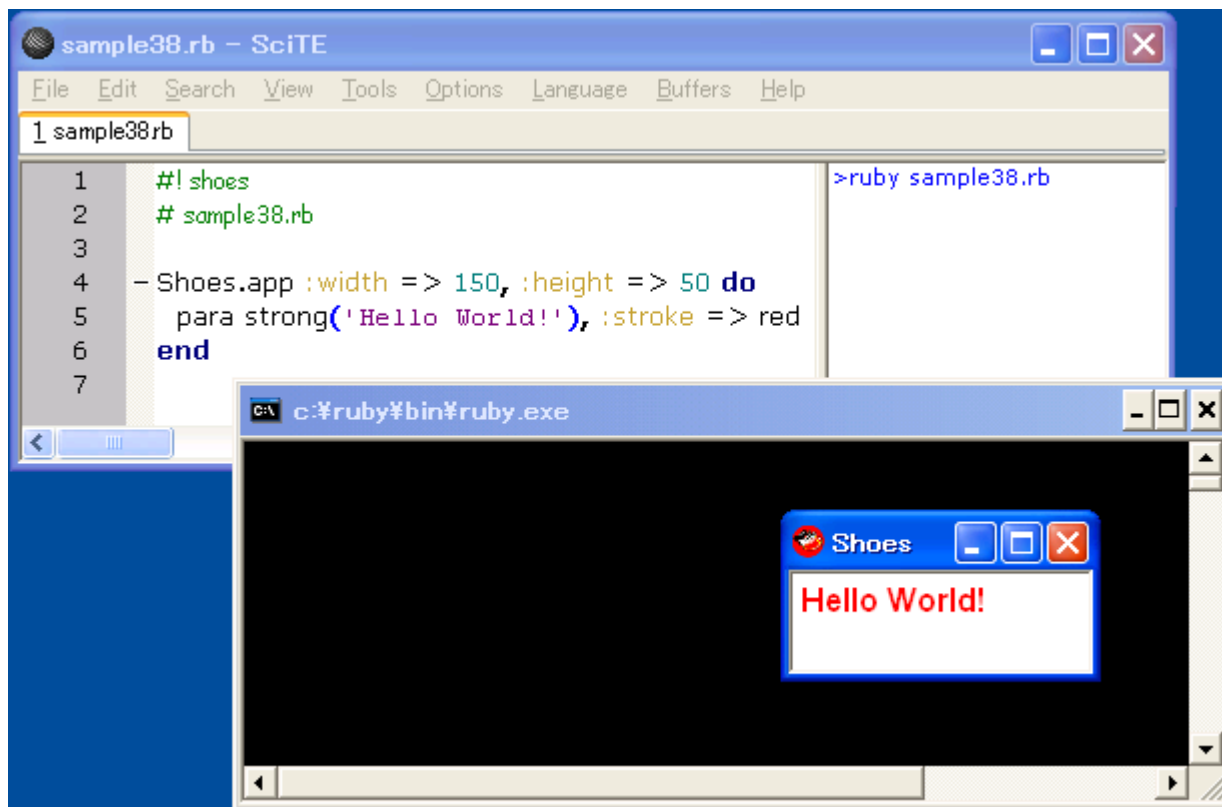 sample38.rb - SciTE
File Edit Search View Tools Options Language Buffers Help
1 sample38.rb
1 #! shoes
2 # sample38.rb
3
4 Shoes.app :width => 150, :height => 50 do
5 para strong('Hello World!'), :stroke => red
6 end
7
>ruby sample38.rb
c:¥ruby¥bin¥ruby.exe
Shoes
Hello World!